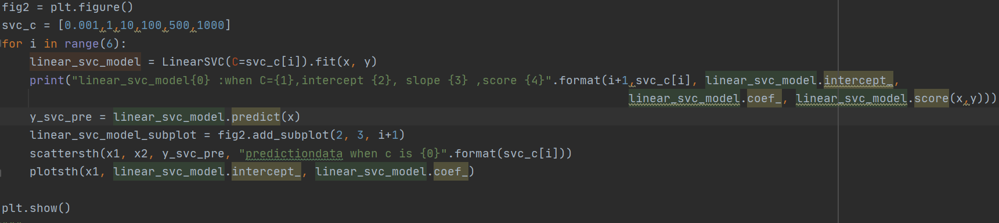 fig2 = plt.figure()
svc_c = [0.001,1,10,100,500,1000]
for i in range(6):
    linear_svc_model = LinearSVC(C=svc_c[i]).fit(x, y)
    print("linear_svc_model{0} :when C={1},intercept {2}, slope {3} ,score {4}".format(i+1,svc_c[i], linear_svc_model.intercept_,
                                                                                          linear_svc_model.coef_, linear_svc_model.score(x,y)))
    y_svc_pre = linear_svc_model.predict(x)
    linear_svc_model_subplot = fig2.add_subplot(2, 3, i+1)
    scattersth(x1, x2, y_svc_pre, "predictiondata when c is {0}".format(svc_c[i]))
    plotsth(x1, linear_svc_model.intercept_, linear_svc_model.coef_)
plt.show()